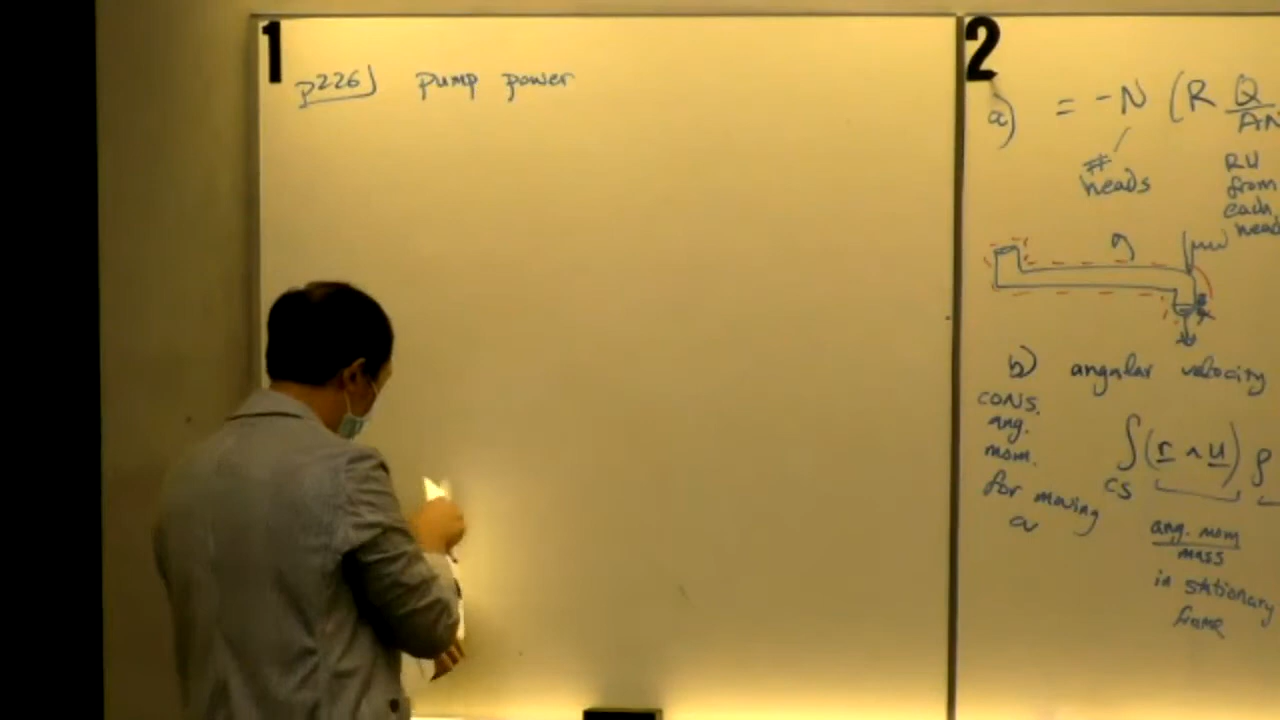 1
p226] pump power
2
a) = -N (R Q
AN
#
heads
RU
from
each
head
b) angular velocity
cons.
ang.
mom.
for moving
∫(r ∧ u) ρ
cs
ang. mom
mass
in stationary
frame